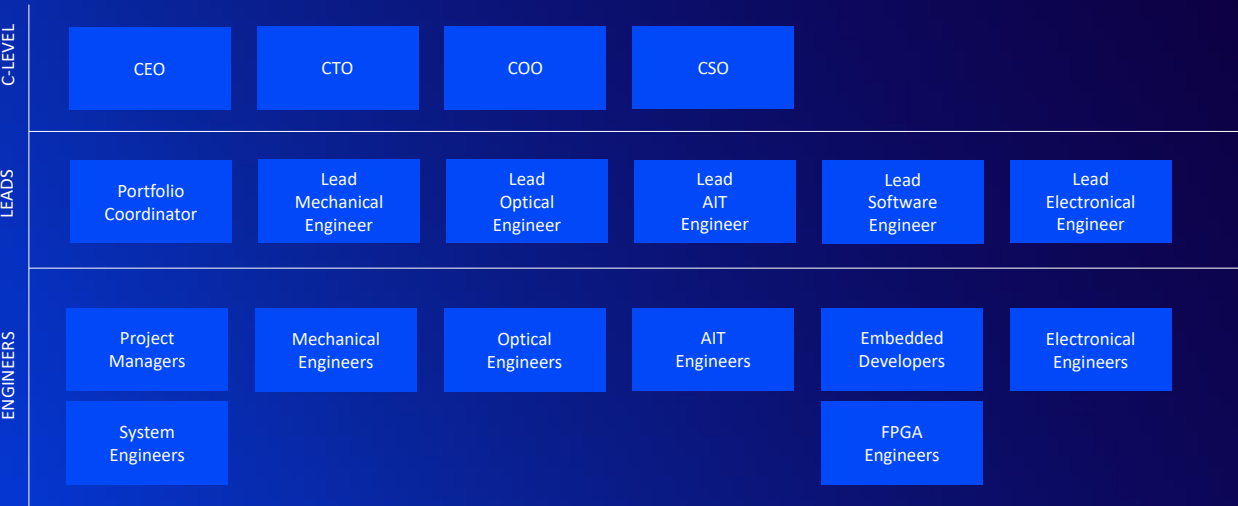 C-LEVEL
CEO
CTO
COO
CSO
LEADS
Portfolio
Coordinator
Lead
Mechanical
Engineer
Lead
Optical
Engineer
Lead
AIT
Engineer
Lead
Software
Engineer
Lead
Electronical
Engineer
ENGINEERS
Project
Managers
Mechanical
Engineers
Optical
Engineers
AIT
Engineers
Embedded
Developers
Electronical
Engineers
System
Engineers
FPGA
Engineers